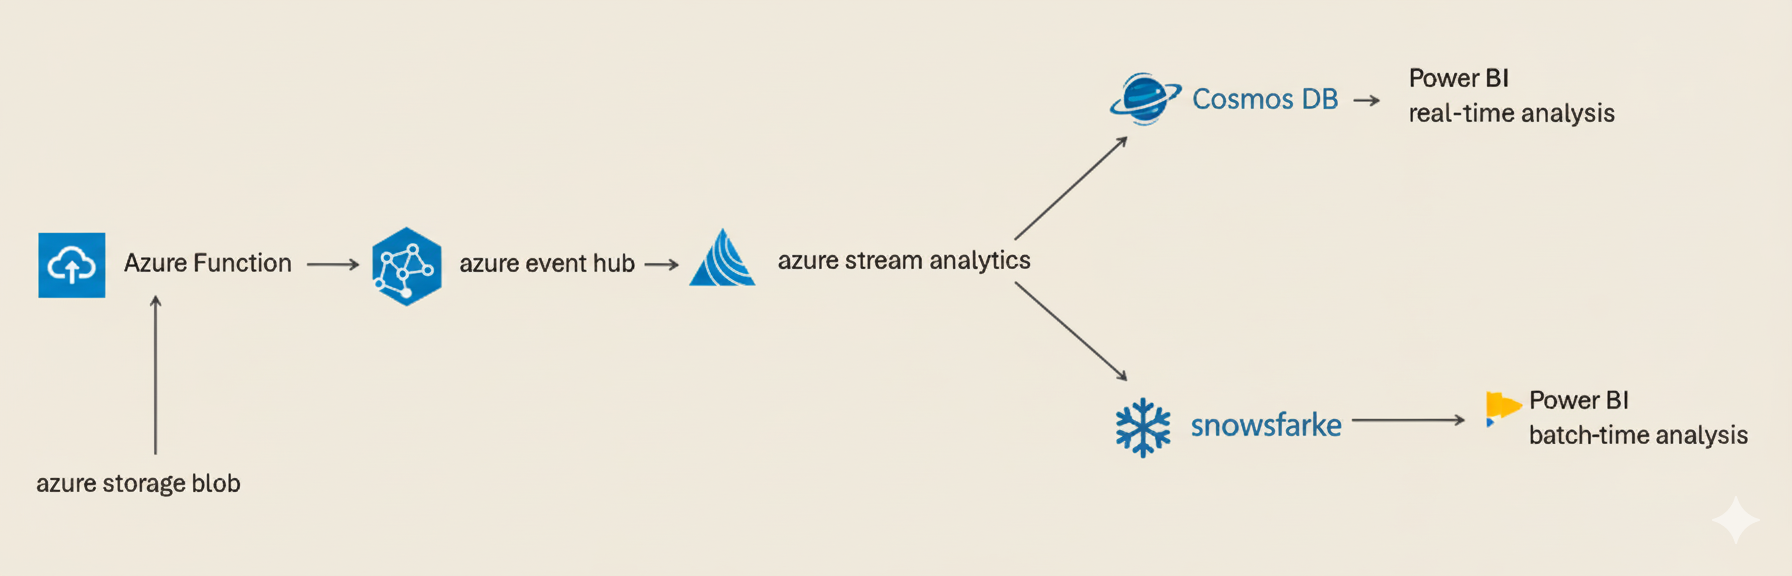 Cosmos DB
Power BI
real-time analysis
Azure Function
azure event hub
azure stream analytics
snowsfarke
Power BI
batch-time analysis
azure storage blob